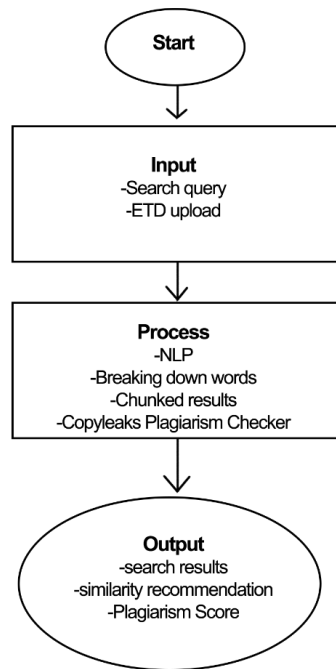 Start
Input
-Search query
-ETD upload
Process
-NLP
-Breaking down words
-Chunked results
-Copyleaks Plagiarism Checker
Output
-search results
-similarity recommendation
-Plagiarism Score